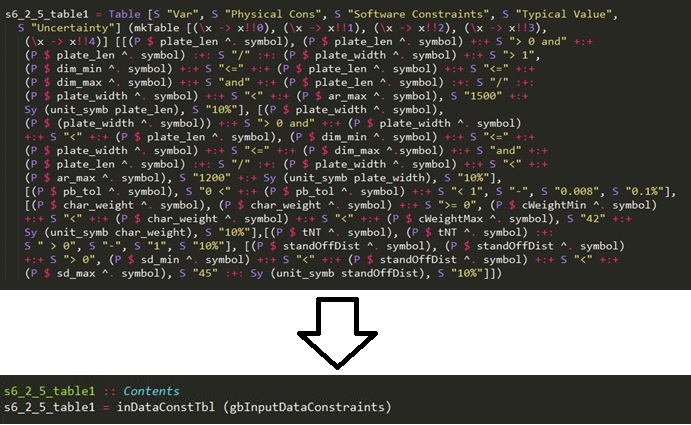 s6_2_5_table1 = Table [S "Var", S "Physical Cons", S "Software Constraints", S "Typical Value",
S "Uncertainty"] (mkTable [(\x -> x!!0), (\x -> x!!1), (\x -> x!!2), (\x -> x!!3),
(\x -> x!!4)] [[(P $ plate_len ^. symbol), (P $ plate_len ^. symbol) +:+ S "> 0 and" +:+
(P $ plate_len ^. symbol) :+: S "/" :+: (P $ plate_width ^. symbol) +:+ S "> 1",
(P $ dim_min ^. symbol) +:+ S "<=" +:+ (P $ plate_len ^. symbol) +:+ S "<=" +:+
(P $ dim_max ^. symbol) +:+ S "and" +:+ (P $ plate_len ^. symbol) :+: S "/" :+:
(P $ plate_width ^. symbol) +:+ S "<" +:+ (P $ ar_max ^. symbol), S "1500" +:+
Sy (unit_symb plate_len), S "10%"], [(P $ plate_width ^. symbol),
(P $ (plate_width ^. symbol)) +:+ S "> 0 and" +:+ (P $ plate_width ^. symbol)
+:+ S "<" +:+ (P $ plate_len ^. symbol), (P $ dim_min ^. symbol) +:+ S "<=" +:+
(P $ plate_width ^. symbol) +:+ S "<=" +:+ (P $ dim_max ^. symbol) +:+ S "and" +:+
(P $ plate_len ^. symbol) :+: S "/" :+: (P $ plate_width ^. symbol) +:+ S "<" +:+
(P $ ar_max ^. symbol), S "1200" +:+ Sy (unit_symb plate_width), S "10%"],
[(P $ pb_tol ^. symbol), S "0 <" +:+ (P $ pb_tol ^. symbol) +:+ S "< 1", S "-", S "0.008", S "0.1%"],
[(P $ char_weight ^. symbol), (P $ char_weight ^. symbol) +:+ S ">= 0", (P $ cWeightMin ^. symbol)
+:+ S "<" +:+ (P $ char_weight ^. symbol) +:+ S "<" +:+ (P $ cWeightMax ^. symbol), S "42" +:+
Sy (unit_symb char_weight), S "10%"],[(P $ tNT ^. symbol), (P $ tNT ^. symbol) :+:
S " > 0", S "-", S "1", S "10%"], [(P $ standOffDist ^. symbol), (P $ standOffDist ^. symbol)
+:+ S "> 0", (P $ sd_min ^. symbol) +:+ S "<" +:+ (P $ standOffDist ^. symbol) +:+ S "<" +:+
(P $ sd_max ^. symbol), S "45" :+: Sy (unit_symb standOffDist), S "10%"]])
s6_2_5_table1 :: Contents
s6_2_5_table1 = inDataConstTbl (gbInputDataConstraints)